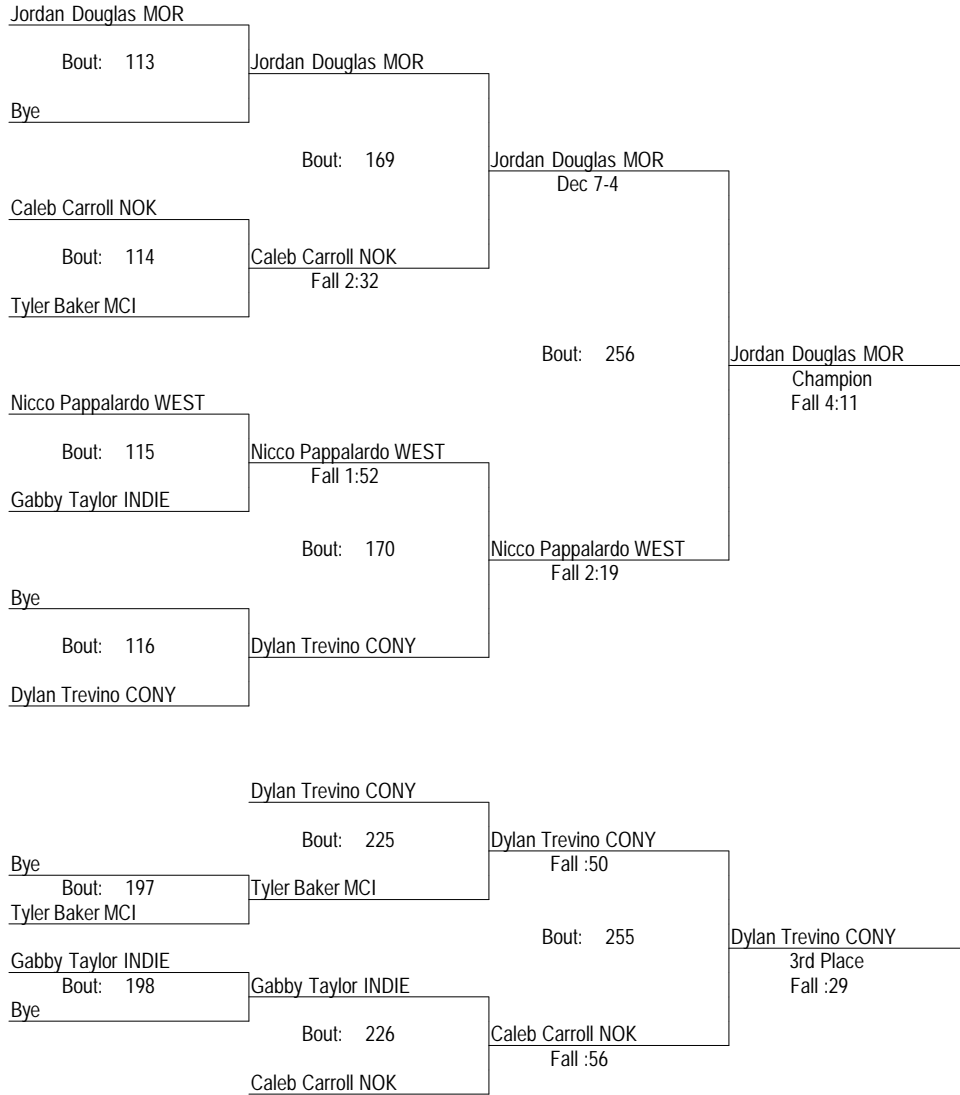 Jordan Douglas MOR
Bout: 113
Jordan Douglas MOR
Bye
Bout: 169
Jordan Douglas MOR
Dec 7-4
Caleb Carroll NOK
Bout: 114
Caleb Carroll NOK
Fall 2:32
Tyler Baker MCI
Bout: 256
Jordan Douglas MOR
Champion
Fall 4:11
Nicco Pappalardo WEST
Bout: 115
Nicco Pappalardo WEST
Fall 1:52
Gabby Taylor INDIE
Bout: 170
Nicco Pappalardo WEST
Fall 2:19
Bye
Bout: 116
Dylan Trevino CONY
Dylan Trevino CONY
Dylan Trevino CONY
Bout: 225
Dylan Trevino CONY
Fall :50
Bye
Bout: 197
Tyler Baker MCI
Tyler Baker MCI
Bout: 255
Dylan Trevino CONY
3rd Place
Fall :29
Gabby Taylor INDIE
Bout: 198
Gabby Taylor INDIE
Bye
Bout: 226
Caleb Carroll NOK
Fall :56
Caleb Carroll NOK